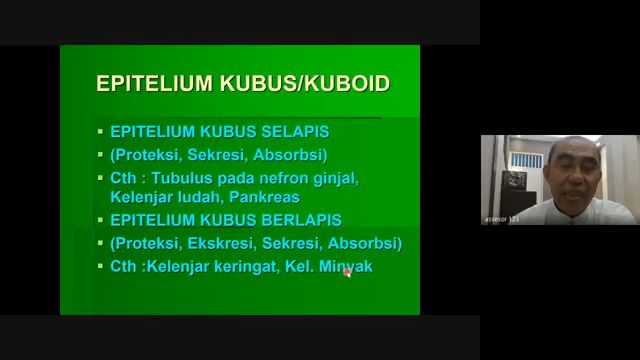 EPITELIUM KUBUS/KUBOID
EPITELIUM KUBUS SELAPIS
(Proteksi, Sekresi, Absorbsi)
Cth : Tubulus pada nefron ginjal,
Kelenjar ludah, Pankreas
EPITELIUM KUBUS BERLAPIS
(Proteksi, Ekskresi, Sekresi, Absorbsi)
Cth :Kelenjar keringat, Kel. Minyak
assesor 123